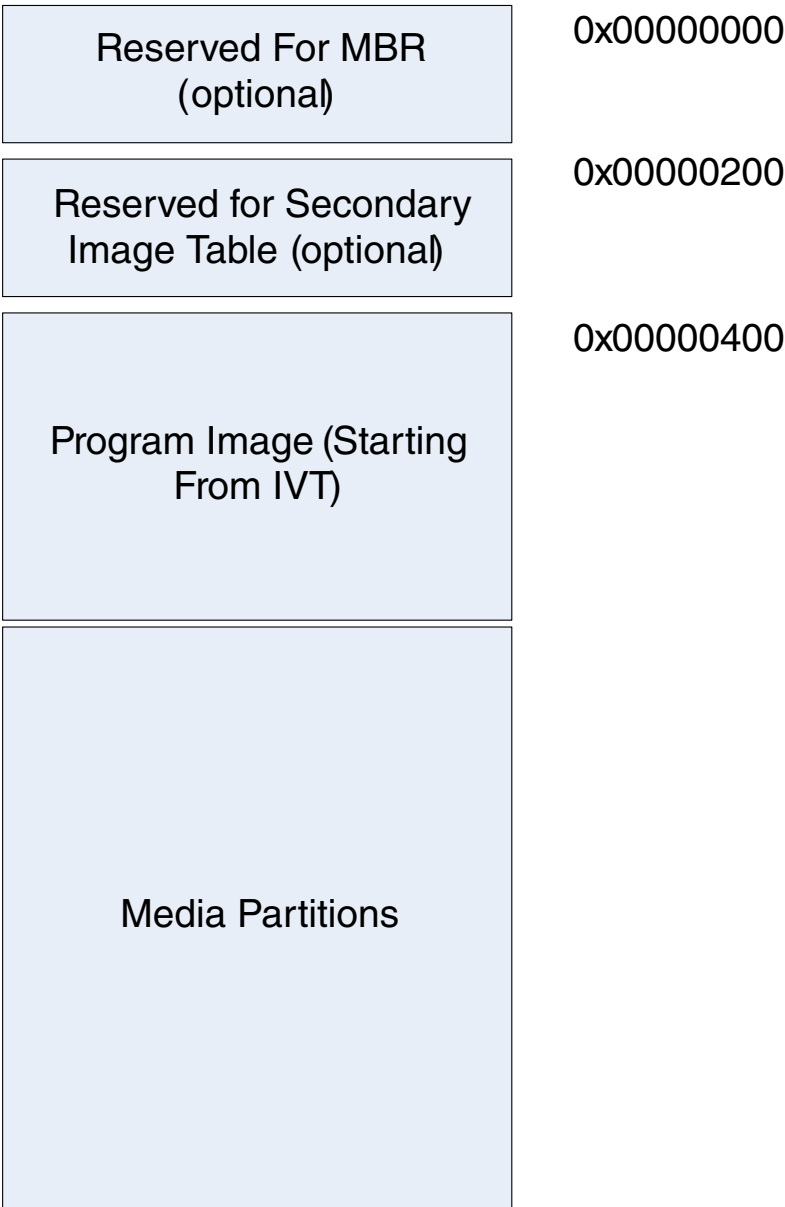 Reserved For MBR
(optional)
0x00000000
Reserved for Secondary
Image Table (optional)
0x00000200
Program Image (Starting
From IVT)
0x00000400
Media Partitions